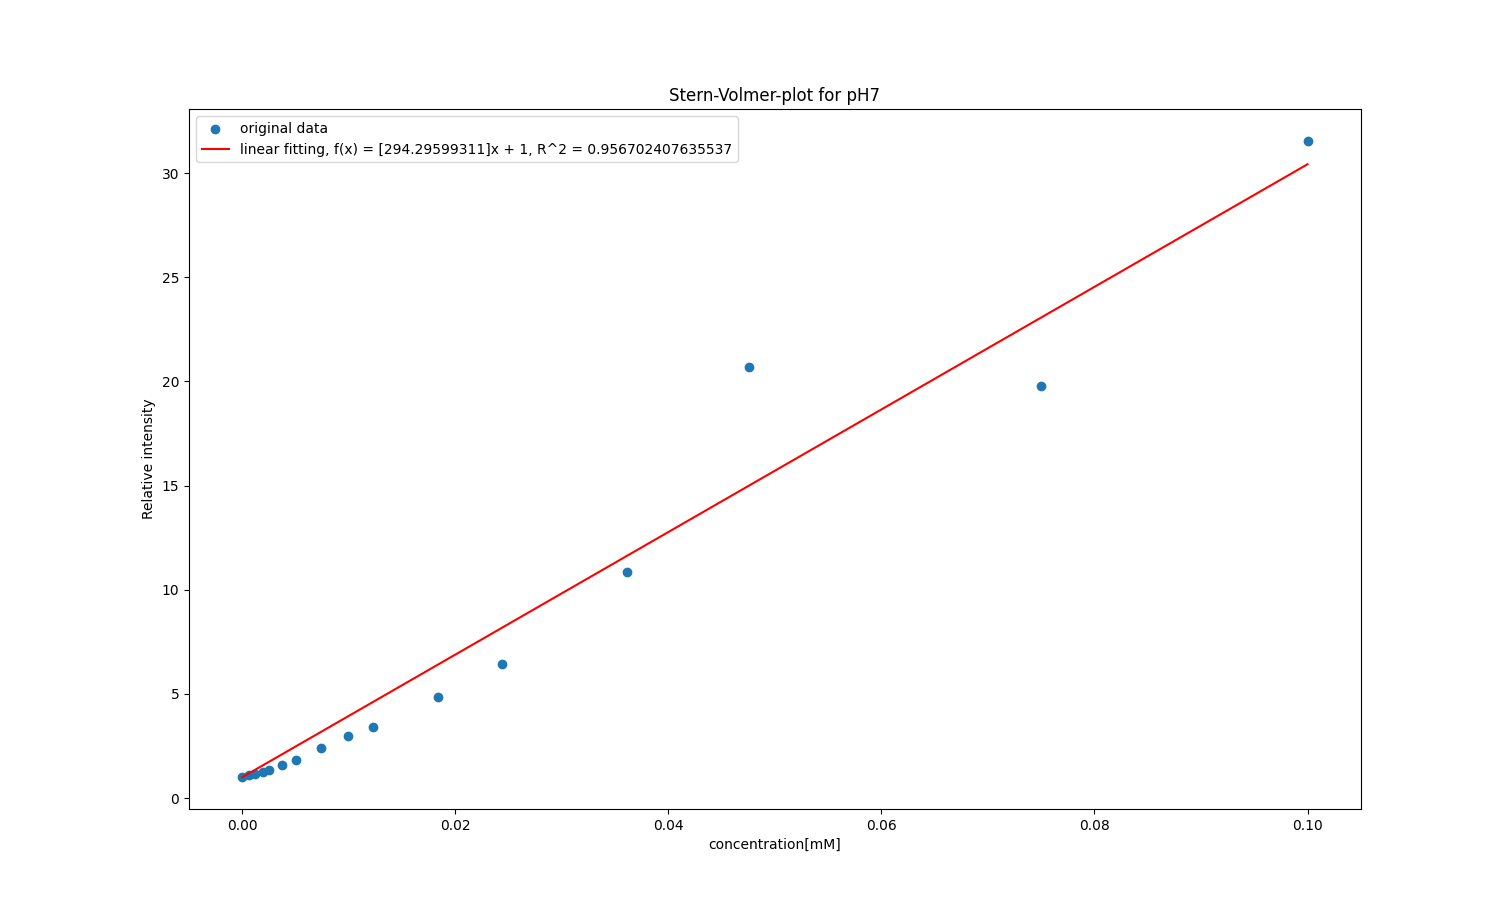 Stern-Volmer-plot for pH7
original data
linear fitting, f(x) = [294.29599311]x + 1, R^2 = 0.956702407635537
30
25
20
15
10
5
0
Relative intensity
0.00 0.02 0.04 0.06 0.08 0.10
concentration[mM]